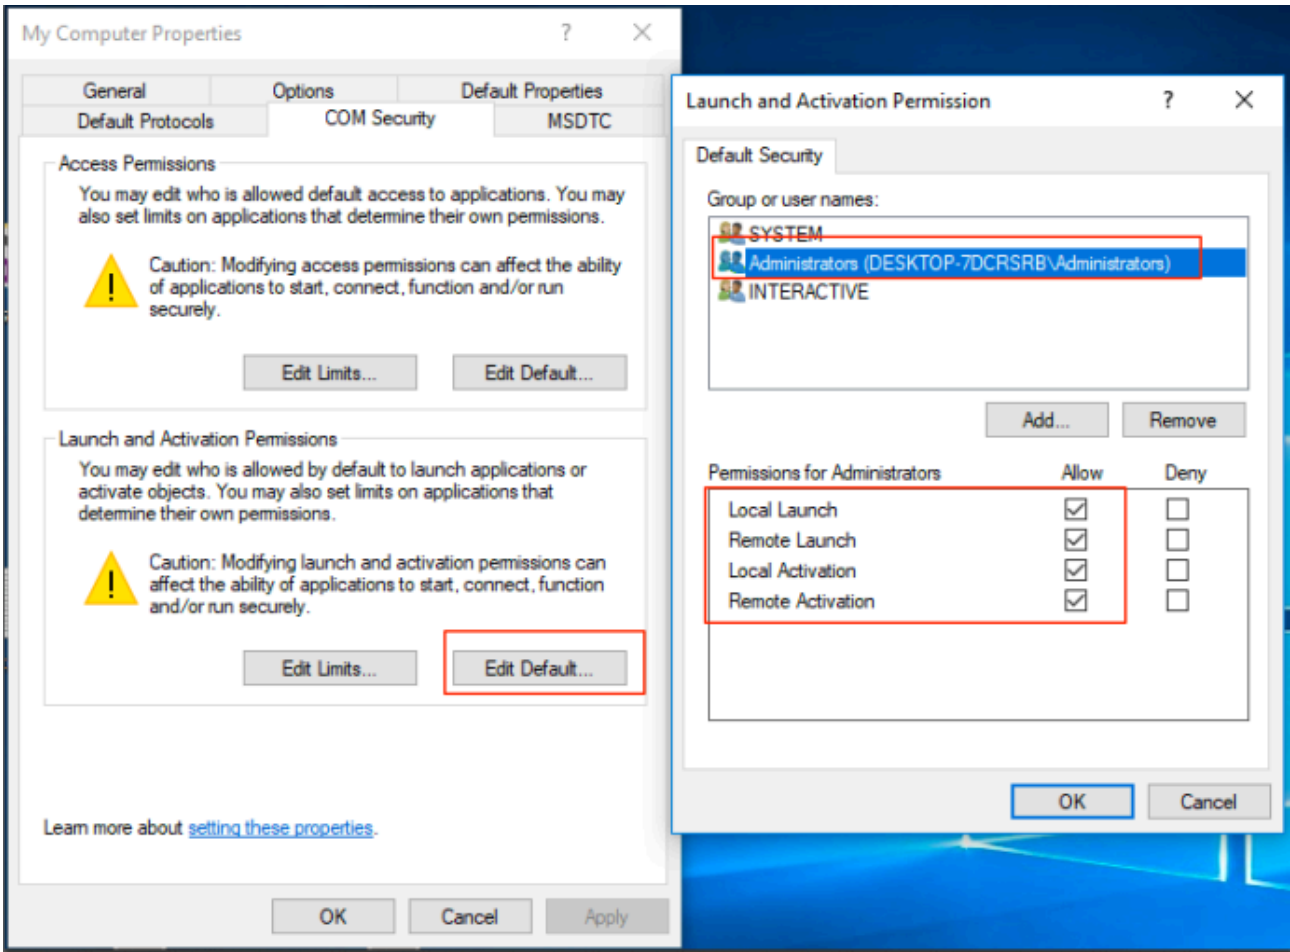 My Computer Properties
General
Options
Default Properties
Default Protocols
COM Security
MSDTC
Access Permissions
You may edit who is allowed default access to applications. You may
also set limits on applications that determine their own permissions.
Caution: Modifying access permissions can affect the ability
of applications to start, connect, function and/or run
securely.
Edit Limits...
Edit Default...
Launch and Activation Permissions
You may edit who is allowed by default to launch applications or
activate objects. You may also set limits on applications that
determine their own permissions.
Caution: Modifying launch and activation permissions can
affect the ability of applications to start, connect, function
and/or run securely.
Edit Limits...
Edit Default...
Learn more about setting these properties.
OK
Cancel
Apply
Launch and Activation Permission
Default Security
Group or user names:
SYSTEM
Administrators (DESKTOP-7DCRSRB\Administrators)
INTERACTIVE
Add...
Remove
Permissions for Administrators
Allow
Deny
Local Launch
Remote Launch
Local Activation
Remote Activation
OK
Cancel